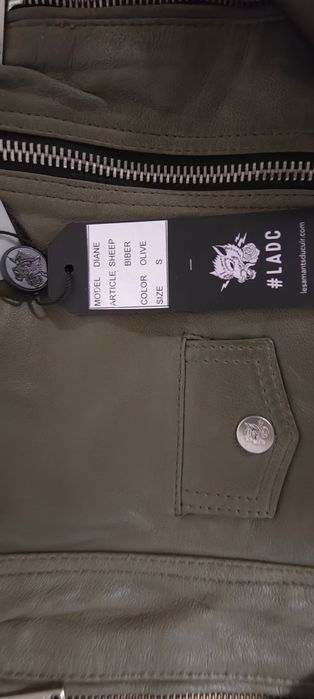 MODEL DIANE
ARTICLE SHEEP
BIBER
COLOR OLIVE
SIZE S
#LADC
lesamantsducuir.com